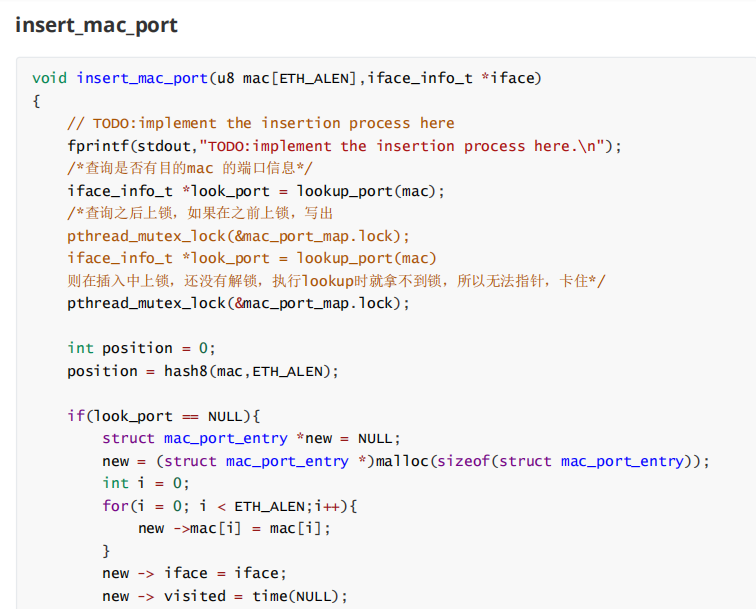 insert_mac_port
void insert_mac_port(u8 mac[ETH_ALEN],iface_info_t *iface)
{
// TODO:implement the insertion process here
fprintf(stdout,"TODO:implement the insertion process here.\n");
/*查询是否有目的mac 的端口信息*/
iface_info_t *look_port = lookup_port(mac);
/*查询之后上锁，如果在之前上锁，写出
pthread_mutex_lock(&mac_port_map.lock);
iface_info_t *look_port = lookup_port(mac)
则在插入中上锁，还没有解锁，执行lookup时就拿不到锁，所以无法指针，卡住*/
pthread_mutex_lock(&mac_port_map.lock);
int position = 0;
position = hash8(mac,ETH_ALEN);
if(look_port == NULL){
struct mac_port_entry *new = NULL;
new = (struct mac_port_entry *)malloc(sizeof(struct mac_port_entry));
int i = 0;
for(i = 0; i < ETH_ALEN;i++){
new ->mac[i] = mac[i];
}
new -> iface = iface;
new -> visited = time(NULL);